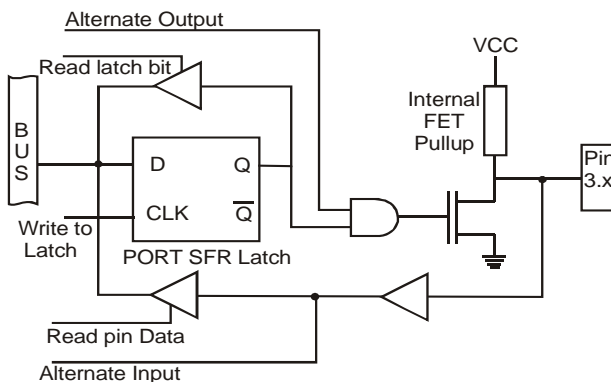 Alternate Output
Read latch bit
VCC
Internal
FET
Pullup
BUS
D
Q
Pin
3.x
CLK
Q̅
Write to
Latch
PORT SFR Latch
Read pin Data
Alternate Input